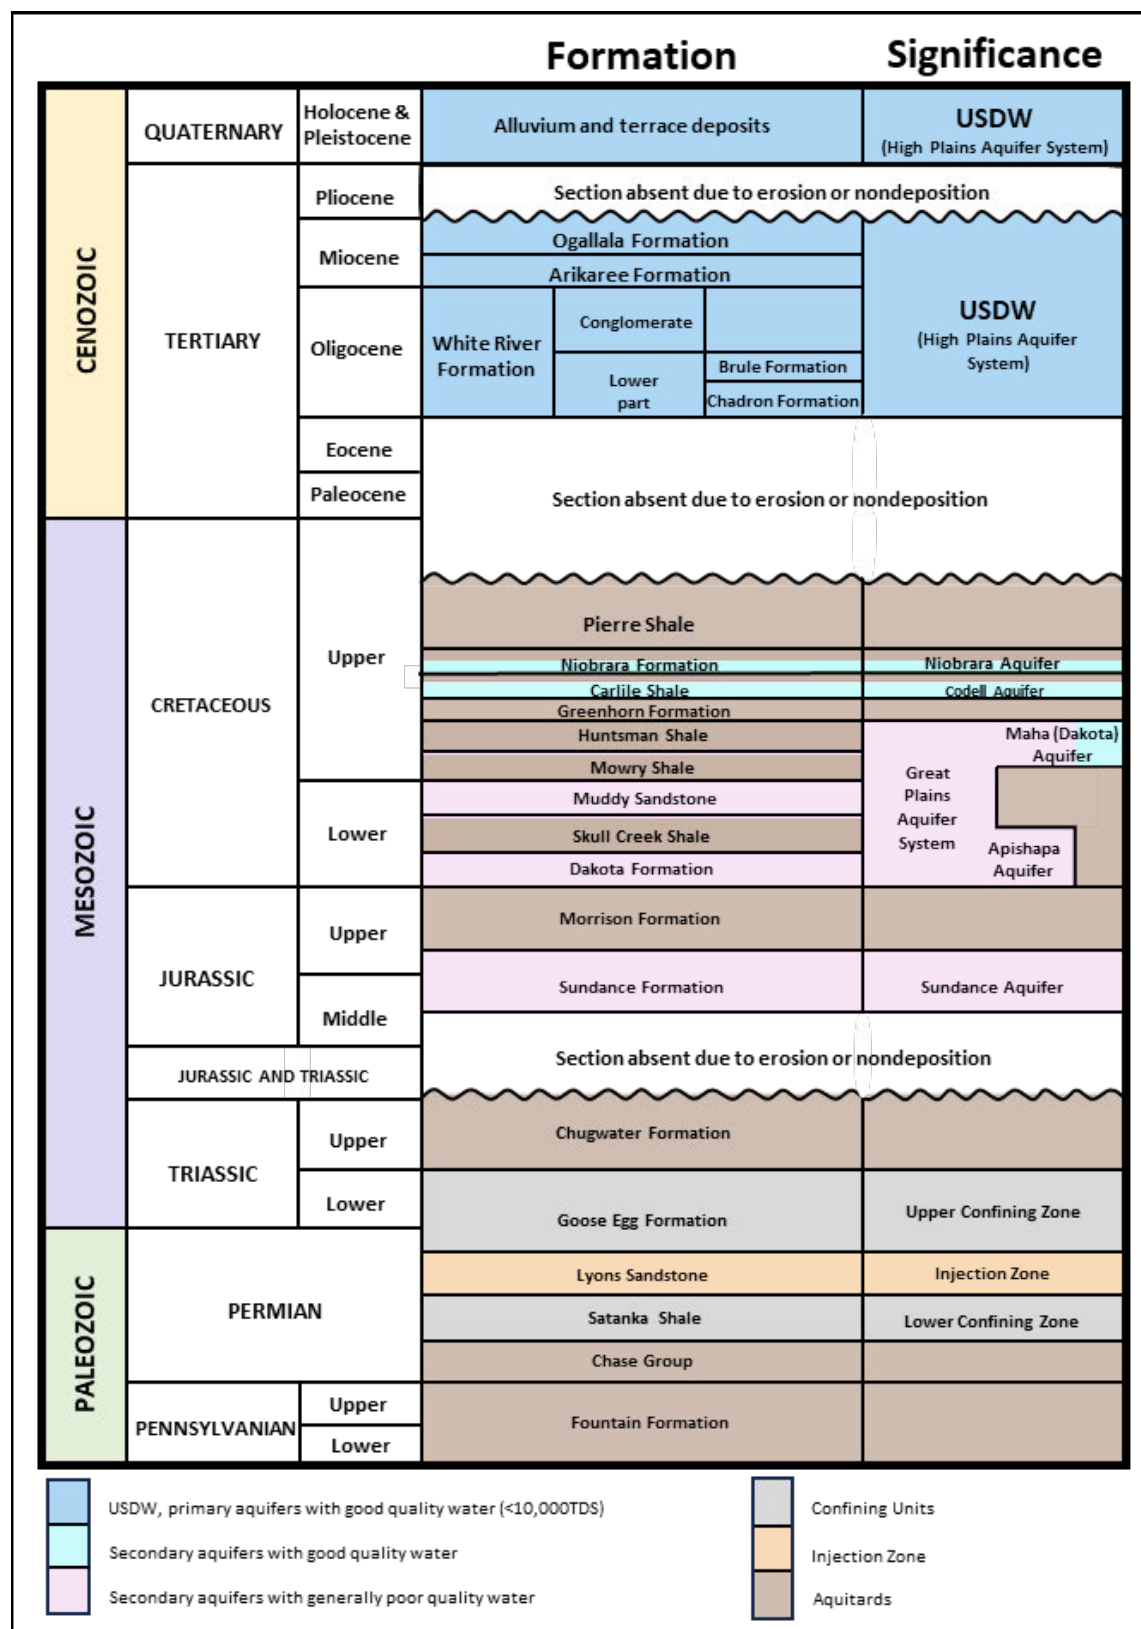 Formation
Significance
CENOZOIC
QUATERNARY
Holocene &
Pleistocene
Alluvium and terrace deposits
USDW
(High Plains Aquifer System)
TERTIARY
Pliocene
Section absent due to erosion or nondeposition
Miocene
Ogallala Formation
Arikaree Formation
USDW
(High Plains Aquifer
System)
Oligocene
White River
Formation
Conglomerate
Lower
part
Brule Formation
Chadron Formation
Eocene
Paleocene
Section absent due to erosion or nondeposition
MESOZOIC
CRETACEOUS
Upper
Pierre Shale
Niobrara Formation
Niobrara Aquifer
Carlile Shale
Codell Aquifer
Greenhorn Formation
Huntsman Shale
Mowry Shale
Maha (Dakota)
Aquifer
Great
Plains
Aquifer
System
Lower
Muddy Sandstone
Skull Creek Shale
Dakota Formation
Apishapa
Aquifer
JURASSIC
Upper
Morrison Formation
Sundance Formation
Sundance Aquifer
Middle
Section absent due to erosion or nondeposition
JURASSIC AND TRIASSIC
TRIASSIC
Upper
Chugwater Formation
Lower
Goose Egg Formation
Upper Confining Zone
PALEOZOIC
PERMIAN
Lyons Sandstone
Injection Zone
Satanka Shale
Lower Confining Zone
Chase Group
PENNSYLVANIAN
Upper
Lower
Fountain Formation
USDW, primary aquifers with good quality water (<10,000TDS)
Secondary aquifers with good quality water
Secondary aquifers with generally poor quality water
Confining Units
Injection Zone
Aquitards